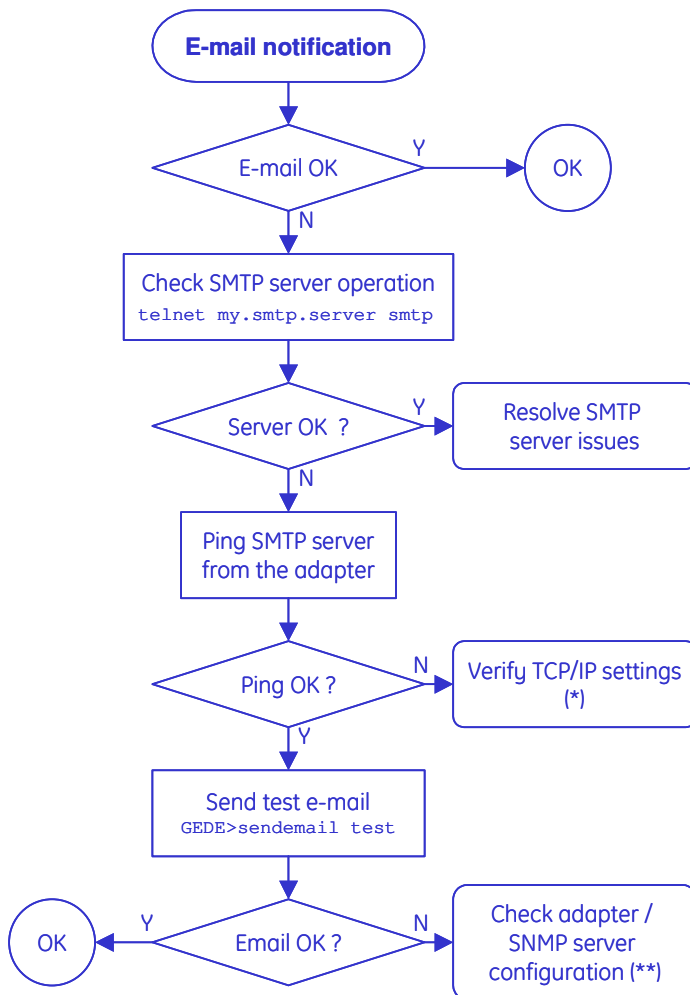 E-mail notification
E-mail OK
Y
OK
N
Check SMTP server operation
telnet my.smtp.server smtp
Server OK ?
Y
Resolve SMTP
server issues
N
Ping SMTP server
from the adapter
Ping OK ?
N
Verify TCP/IP settings
(*)
Y
Send test e-mail
GEDE>sendemail test
OK
Y
Email OK ?
N
Check adapter /
SNMP server
configuration (**)